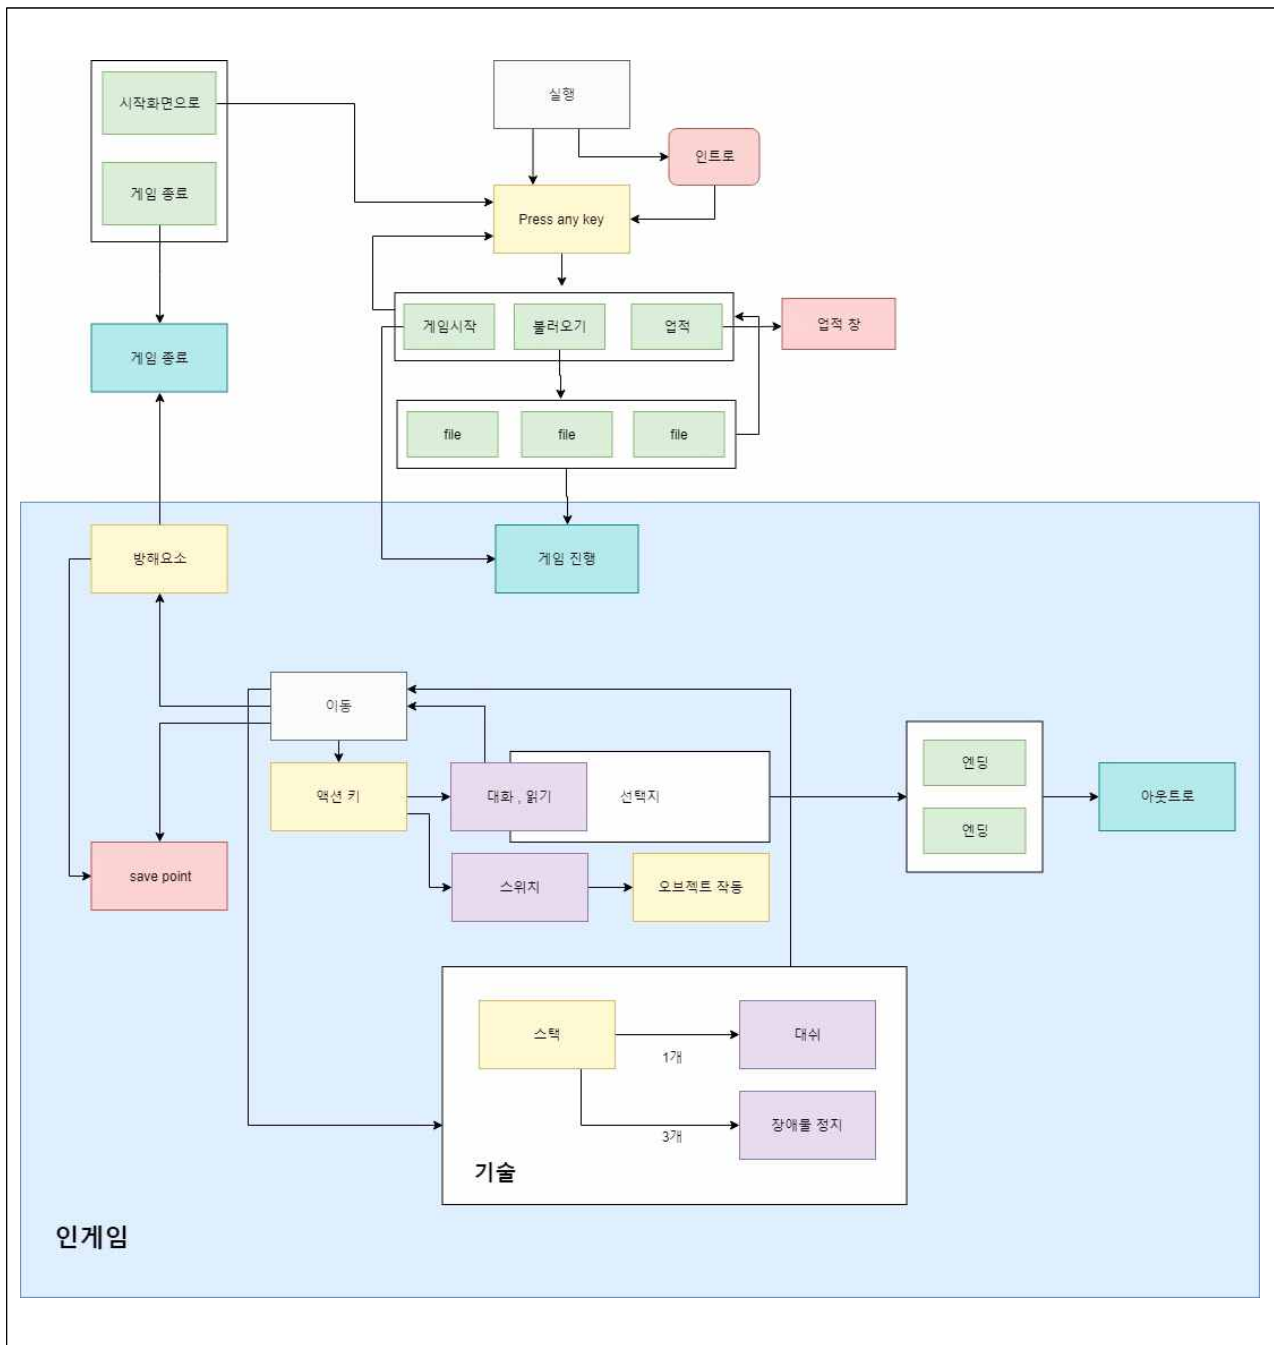 시작화면으로
게임 종료
게임 종료
실행
인트로
Press any key
게임시작
불러오기
업적
업적 창
file
file
file
방해요소
게임 진행
이동
액션 키
대화 , 읽기
선택지
엔딩
엔딩
아웃트로
save point
스위치
오브젝트 작동
스택
1개
대쉬
3개
장애물 정지
기술
인게임